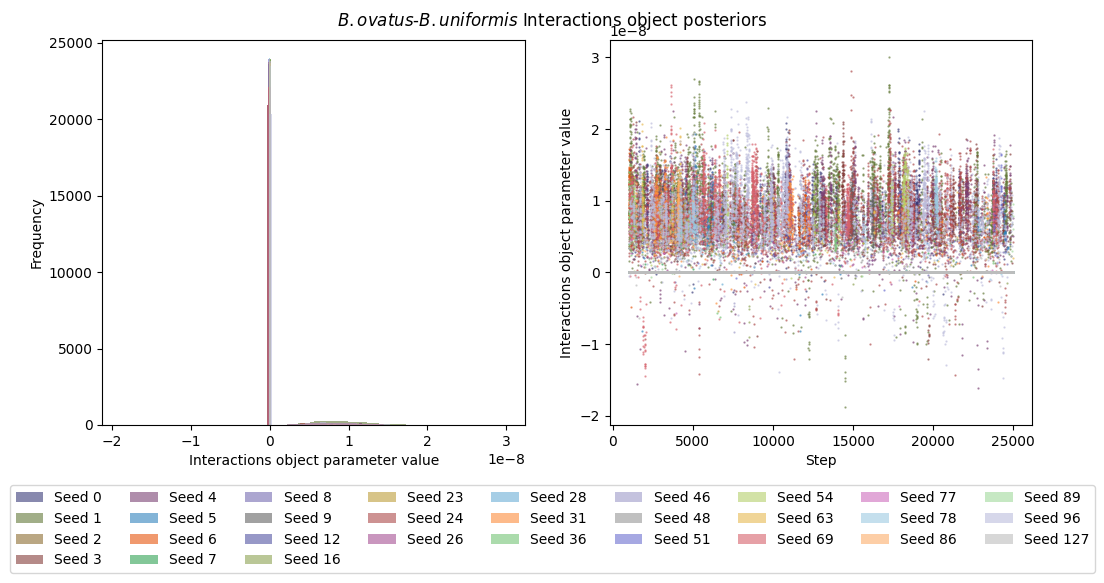 B.ovatus-B.uniformis Interactions object posteriors
25000
20000
15000
10000
5000
0
Frequency
−2
−1
0
1
2
3
1e−8
Interactions object parameter value
1e−8
3
2
1
0
−1
−2
Interactions object parameter value
0
5000
10000
15000
20000
25000
Step
Seed 0
Seed 1
Seed 2
Seed 3
Seed 4
Seed 5
Seed 6
Seed 7
Seed 8
Seed 9
Seed 12
Seed 16
Seed 23
Seed 24
Seed 26
Seed 28
Seed 31
Seed 36
Seed 46
Seed 48
Seed 51
Seed 54
Seed 63
Seed 69
Seed 77
Seed 78
Seed 86
Seed 89
Seed 96
Seed 127